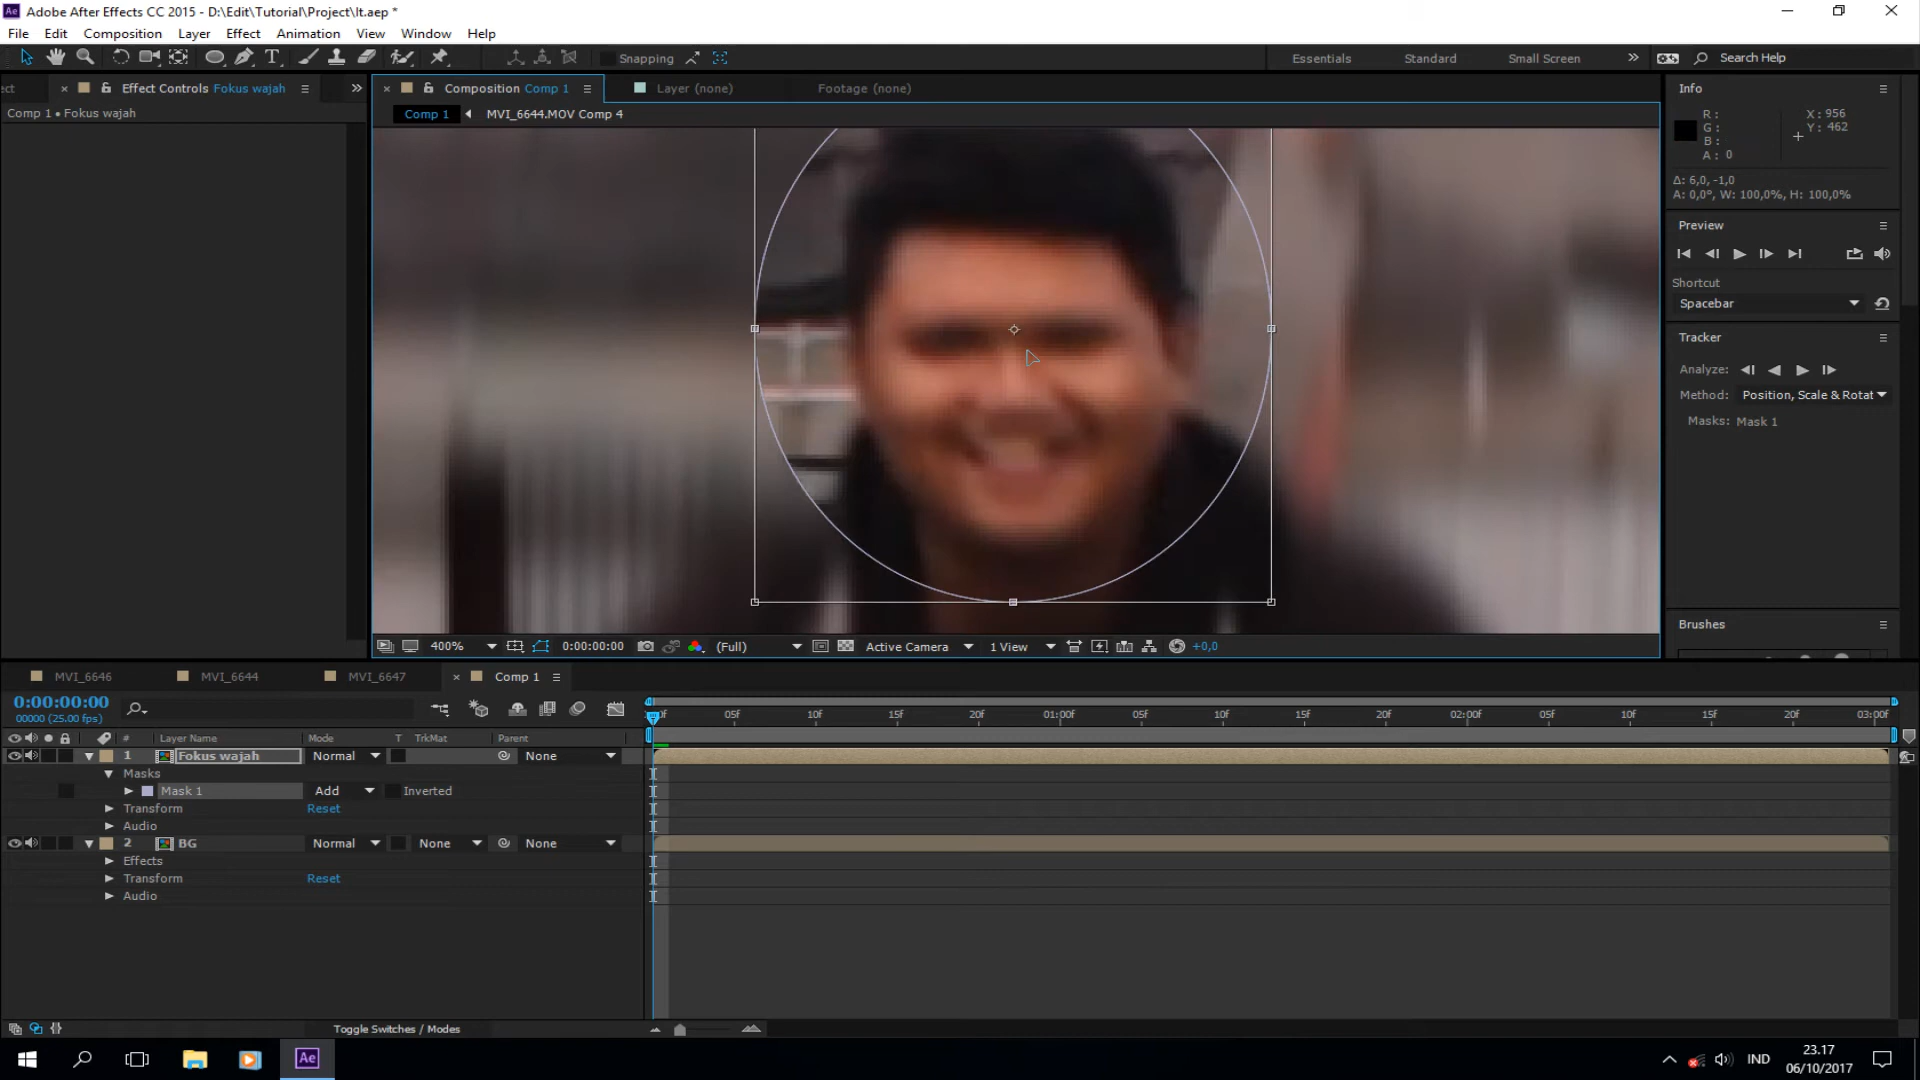 Adobe After Effects CC 2015 - D:\Edit\Tutorial\Project\lt.aep *
File Edit Composition Layer Effect Animation View Window Help
Snapping
Essentials Standard Small Screen Search Help
ect Effect Controls Fokus wajah
Comp 1 • Fokus wajah
Composition Comp 1
Layer (none)
Footage (none)
Comp 1 MVI_6644.MOV Comp 4
Info
R :
G :
B :
A : 0
X : 956
Y : 462
Δ: 6,0, -1,0
A: 0,0°, W: 100,0%, H: 100,0%
Preview
Shortcut
Spacebar
Tracker
Analyze:
Method: Position, Scale & Rotat
Masks: Mask 1
Brushes
400% 0:00:00:00 (Full) Active Camera 1 View +0,0
MVI_6646 MVI_6644 MVI_6647 Comp 1
0:00:00:00
00000 (25.00 fps)
# Layer Name Mode T TrkMat Parent
05f 10f 15f 20f 01:00f 05f 10f 15f 20f 02:00f 05f 10f 15f 20f 03:00f
1 Fokus wajah Normal None
Masks
Mask 1 Add Inverted
Transform Reset
Audio
2 BG Normal None None
Effects
Transform Reset
Audio
Toggle Switches / Modes
Ae
IND
23.17
06/10/2017